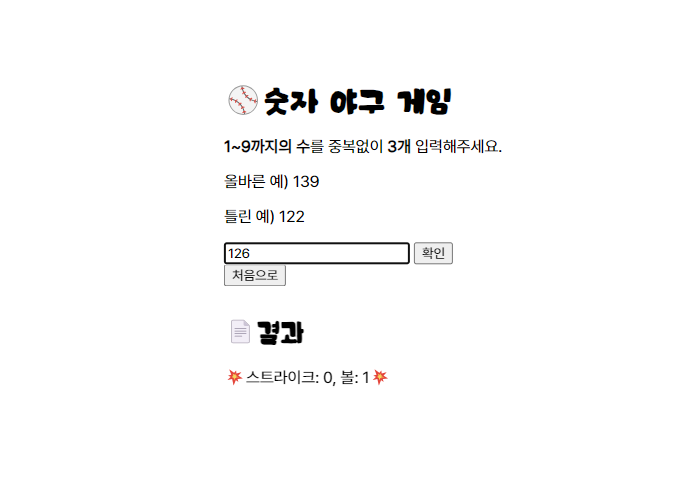 숫자 야구 게임
1~9까지의 수를 중복없이 3개 입력해주세요.
올바른 예) 139
틀린 예) 122
126 확인
처음으로
결과
스트라이크: 0, 볼: 1